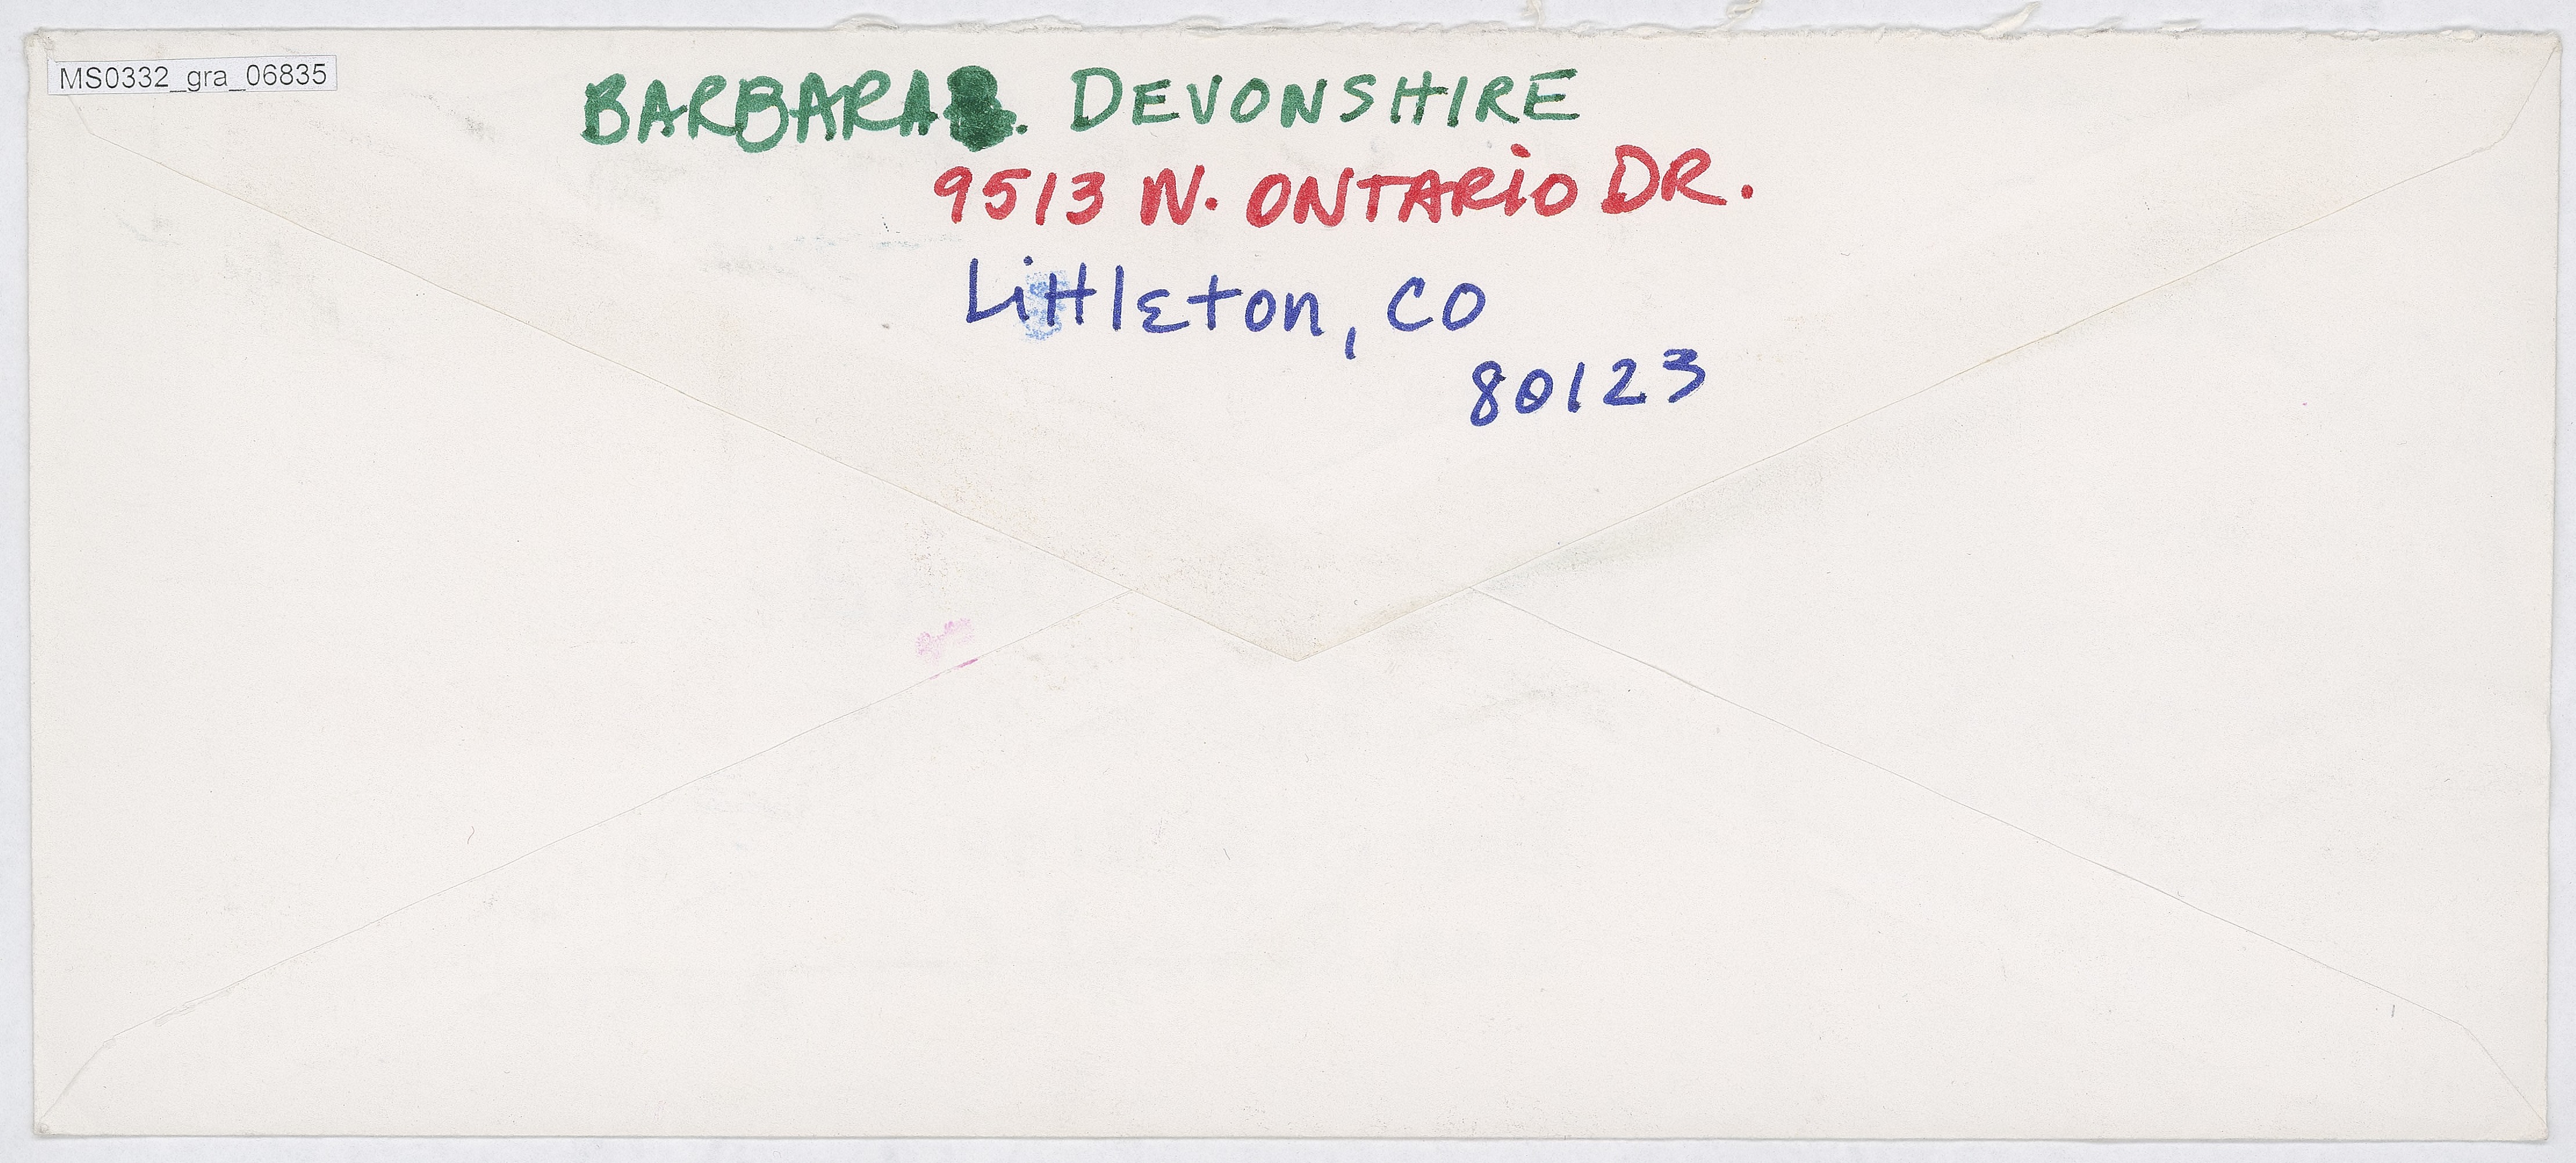 MS0332_gra_06835
BARBARA B. DEVONSHIRE
9513 N. ONTARIO DR.
Littleton, CO
80123